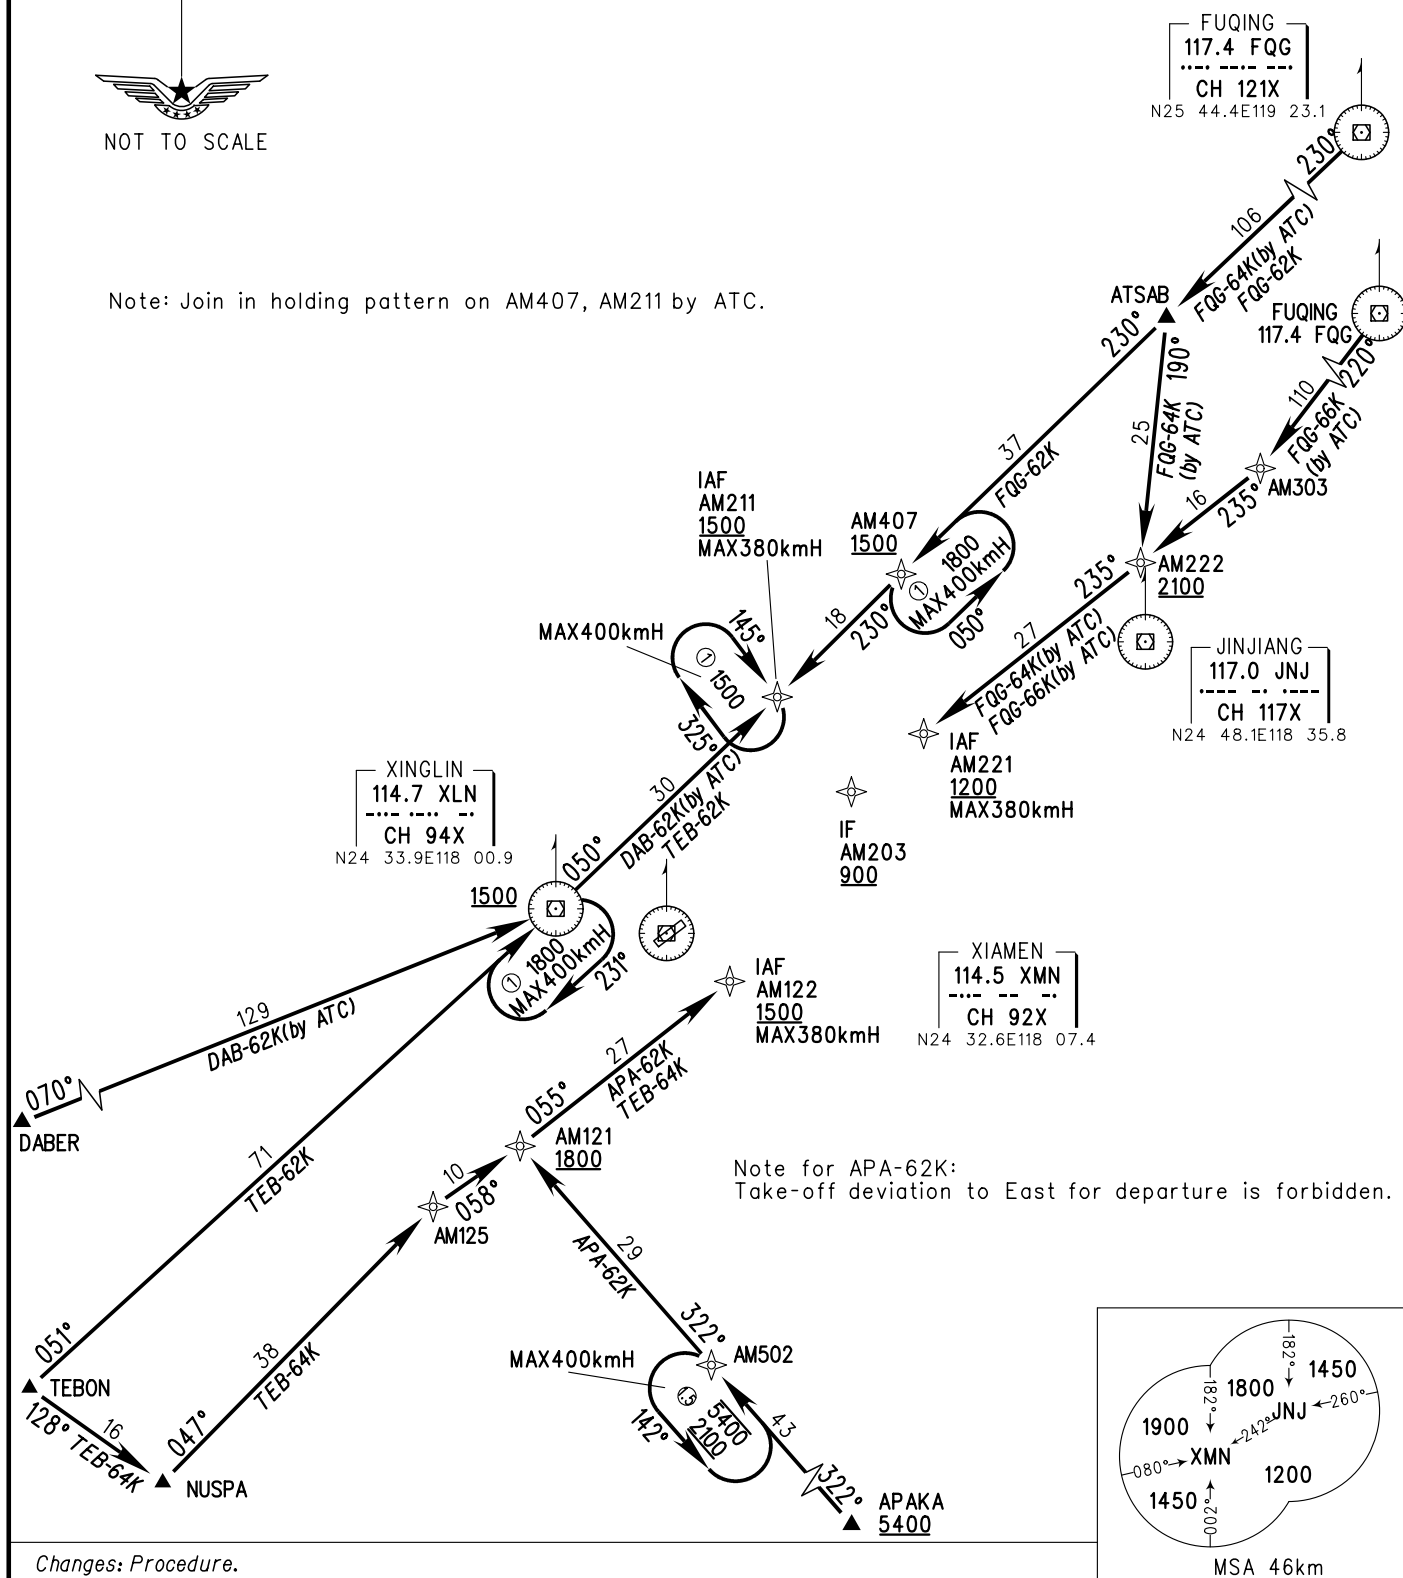 FUQING
117.4 FQG
CH 121X
N25 44.4E119 23.1
NOT TO SCALE
230°
106
FQG-64K(by ATC)
FQG-62K
Note: Join in holding pattern on AM407, AM211 by ATC.
ATSAB
230°
190°
FUQING
117.4 FQG
220°
110
FQG-66K
(by ATC)
25
FQG-64K
(by ATC)
37
FQG-62K
AM303
16
235°
IAF
AM211
1500
MAX380kmH
AM407
1500
1 1800
MAX400kmH
050°
AM222
2100
235°
18
230°
27
FQG-64K(by ATC)
FQG-66K(by ATC)
MAX400kmH
145°
1 1500
325°
JINJIANG
117.0 JNJ
CH 117X
N24 48.1E118 35.8
IAF
AM221
1200
MAX380kmH
XINGLIN
114.7 XLN
CH 94X
N24 33.9E118 00.9
30
DAB-62K(by ATC)
TEB-62K
050°
IF
AM203
900
1500
1 1800
MAX400kmH
231°
IAF
AM122
1500
MAX380kmH
XIAMEN
114.5 XMN
CH 92X
N24 32.6E118 07.4
129
DAB-62K(by ATC)
070°
DABER
27
APA-62K
TEB-64K
055°
AM121
1800
71
TEB-62K
10
058°
AM125
Note for APA-62K:
Take-off deviation to East for departure is forbidden.
29
APA-62K
322°
051°
TEBON
38
TEB-64K
MAX400kmH
AM502
1.5 5400
2100
142°
43
16
128° TEB-64K
047°
NUSPA
322°
APAKA
5400
182°
1450
1800
182°
JNJ
260°
1900
242°
XMN
080°
1200
1450
002°
MSA 46km
Changes: Procedure.